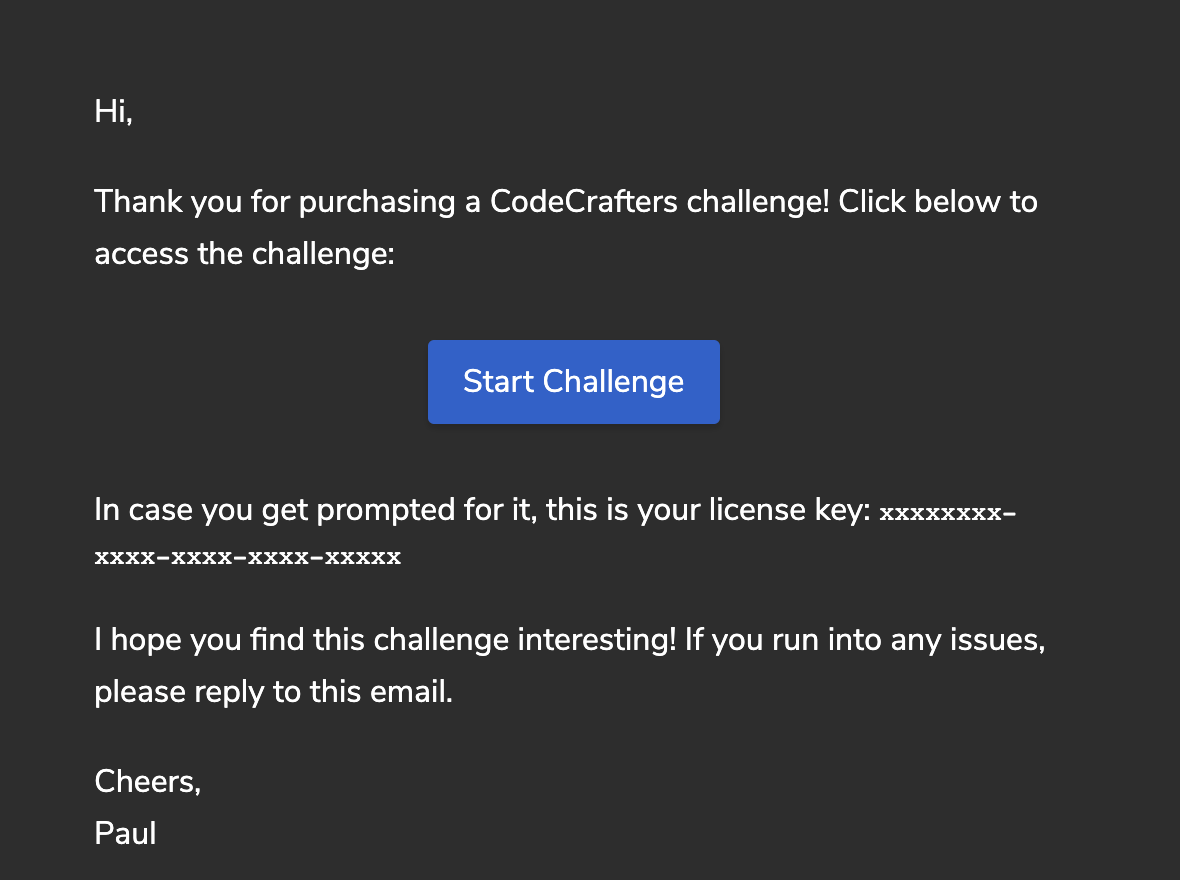 Hi,
Thank you for purchasing a CodeCrafters challenge! Click below to
access the challenge:
Start Challenge
In case you get prompted for it, this is your license key: xxxxxxxx-
xxxx-xxxx-xxxx-xxxxx
I hope you find this challenge interesting! If you run into any issues,
please reply to this email.
Cheers,
Paul